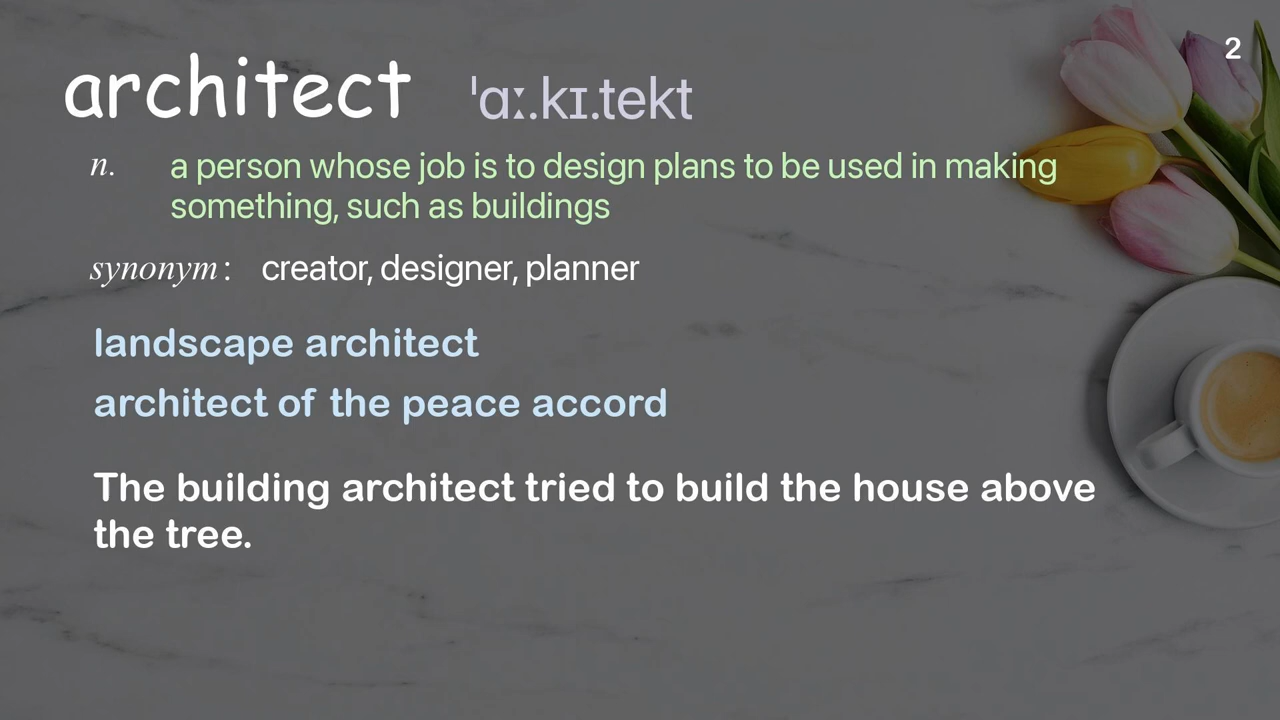 2
architect ˈɑː.kɪ.tekt
n. a person whose job is to design plans to be used in making
something, such as buildings
synonym : creator, designer, planner
landscape architect
architect of the peace accord
The building architect tried to build the house above
the tree.